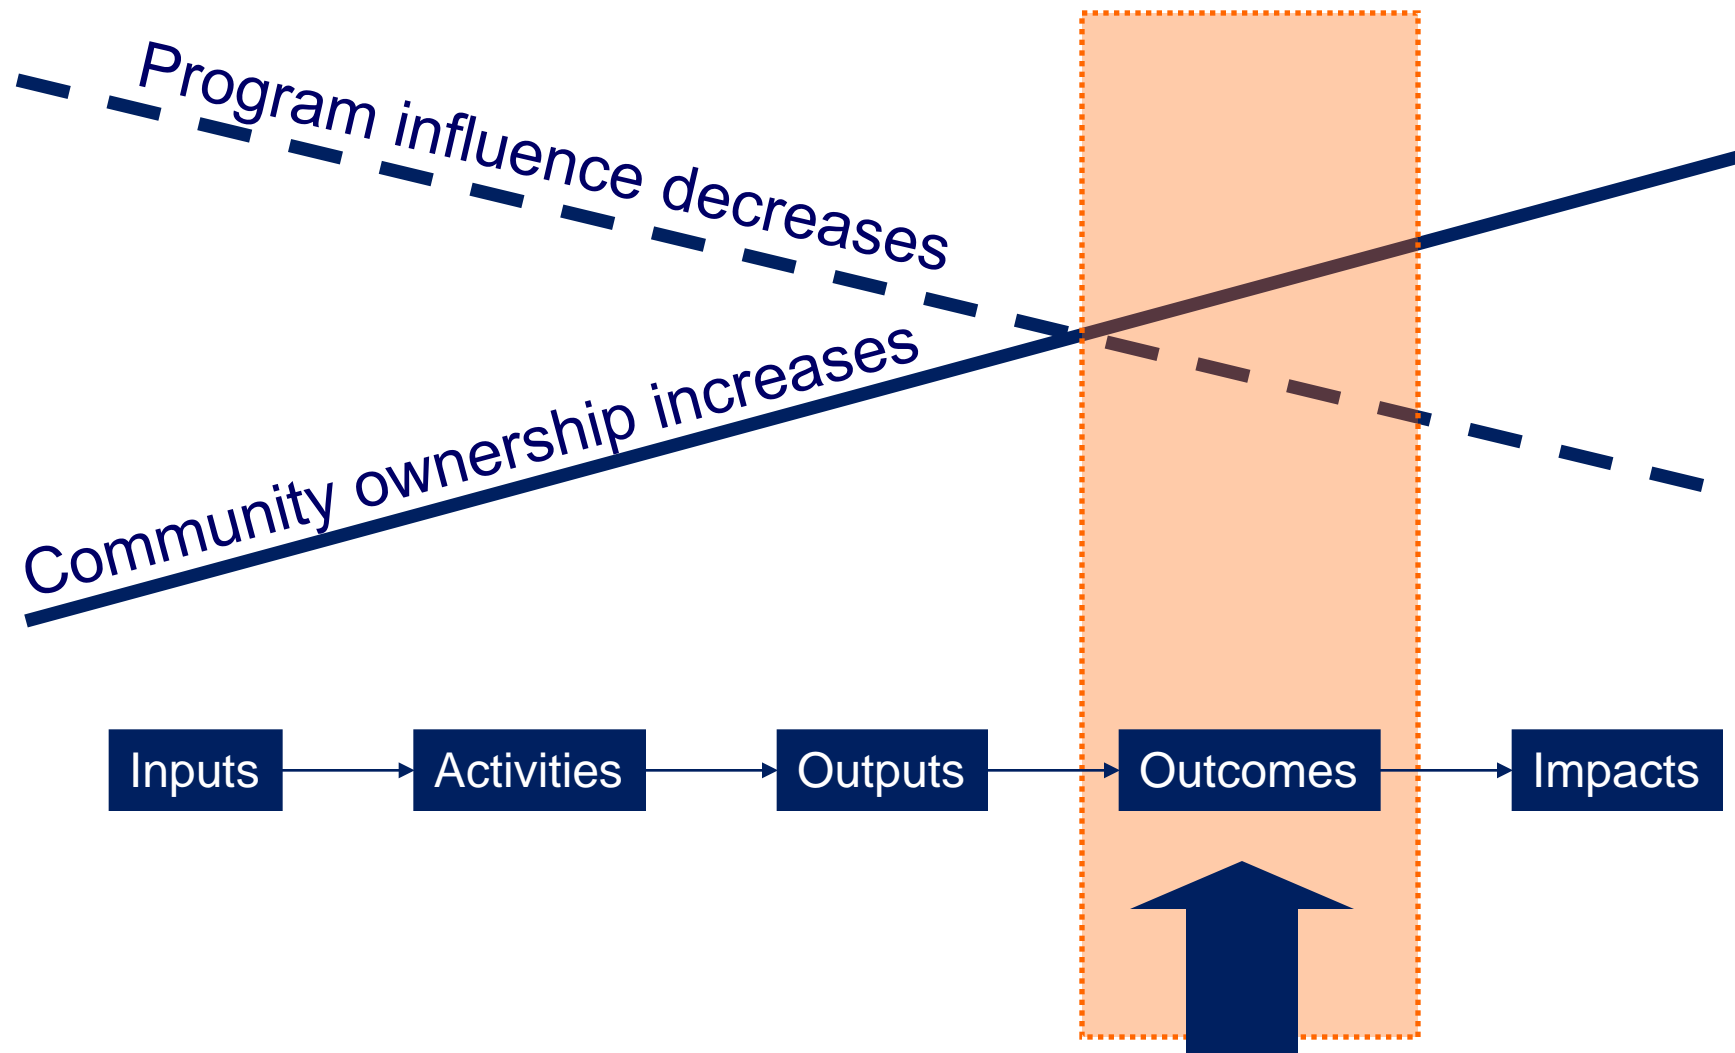 Program influence decreases
Community ownership increases
Inputs
Activities
Outputs
Outcomes
Impacts